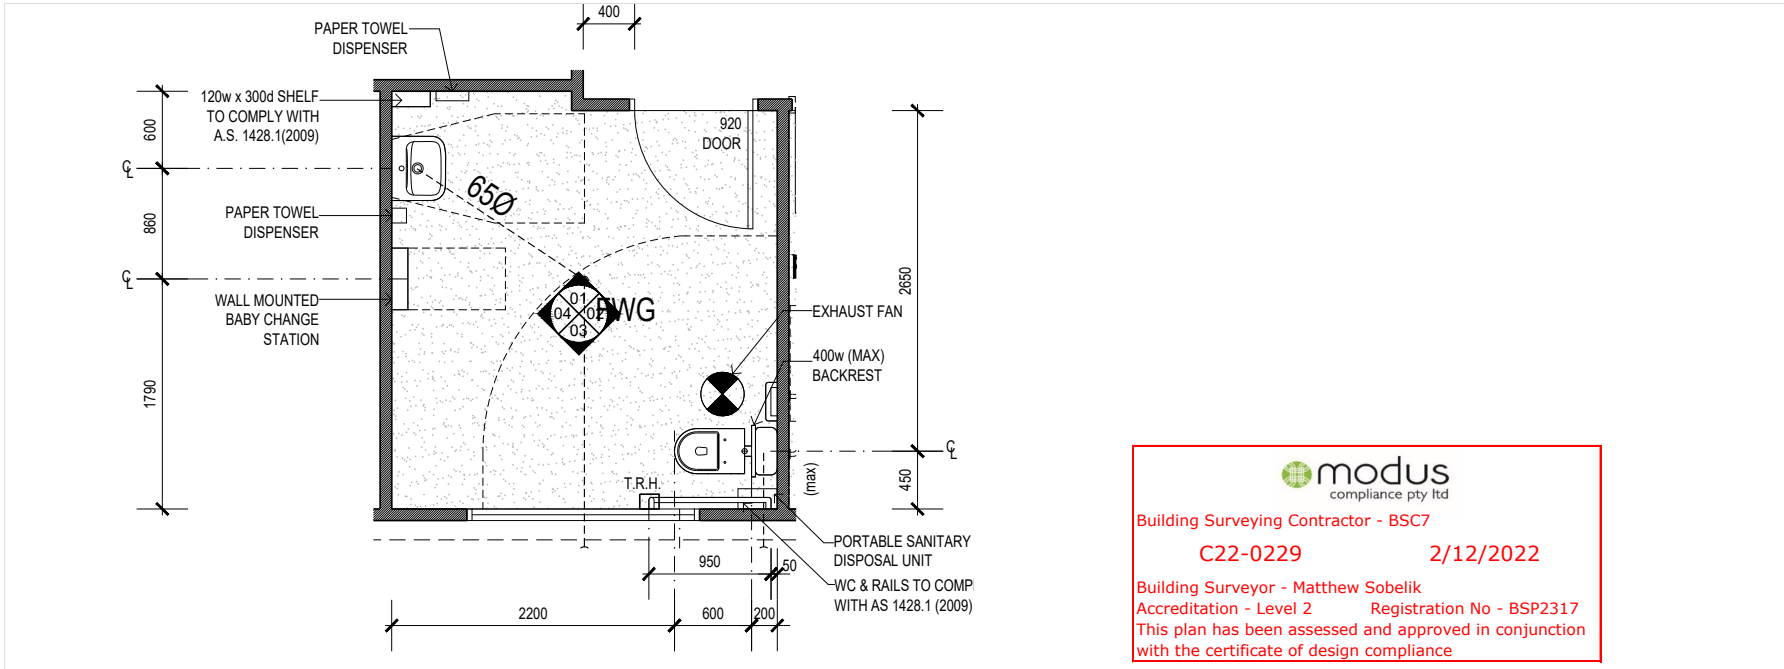 400
PAPER TOWEL
DISPENSER
120w x 300d SHELF
TO COMPLY WITH
A.S. 1428.1(2009)
600
920
DOOR
C
L
65Ø
PAPER TOWEL
DISPENSER
860
C
L
2650
WALL MOUNTED
BABY CHANGE
STATION
01
04 02
03
FWG
EXHAUST FAN
400w (MAX)
BACKREST
1790
C
L
T.R.H.
(max)
450
PORTABLE SANITARY
DISPOSAL UNIT
950
50
WC & RAILS TO COMP
WITH AS 1428.1 (2009)
2200
600
200
modus
compliance pty ltd
Building Surveying Contractor - BSC7
C22-0229 2/12/2022
Building Surveyor - Matthew Sobelik
Accreditation - Level 2 Registration No - BSP2317
This plan has been assessed and approved in conjunction
with the certificate of design compliance